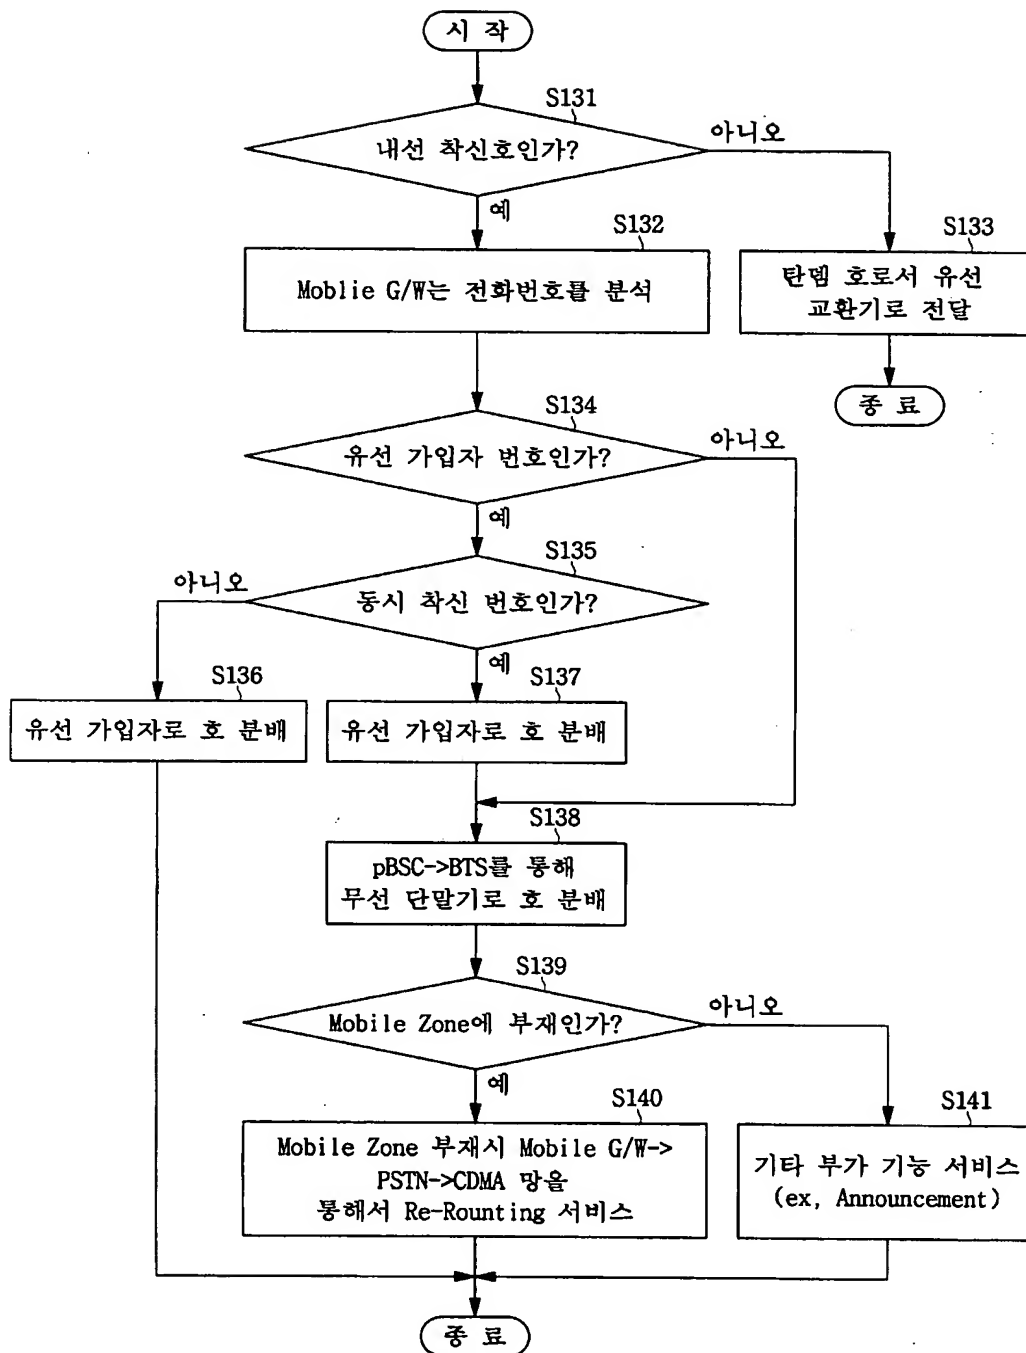 시 작
S131
내선 착신호인가?
아니오
예
S132
Moblie G/W는 전화번호를 분석
S133
탄뎀 호로서 유선
교환기로 전달
종 료
S134
유선 가입자 번호인가?
아니오
예
S135
동시 착신 번호인가?
아니오
예
S136
유선 가입자로 호 분배
S137
유선 가입자로 호 분배
S138
pBSC->BTS를 통해
무선 단말기로 호 분배
S139
Mobile Zone에 부재인가?
아니오
예
S140
Mobile Zone 부재시 Mobile G/W->
PSTN->CDMA 망을
통해서 Re-Rounting 서비스
S141
기타 부가 기능 서비스
(ex, Announcement)
종 료